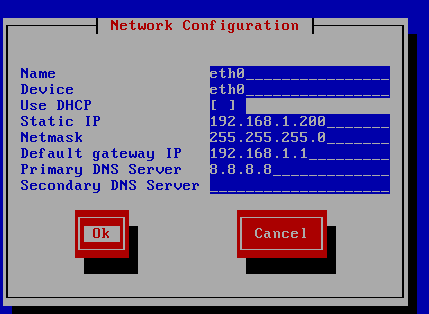 Network Configuration
Name eth0
Device eth0
Use DHCP [ ]
Static IP 192.168.1.200
Netmask 255.255.255.0
Default gateway IP 192.168.1.1
Primary DNS Server 8.8.8.8
Secondary DNS Server
Ok Cancel